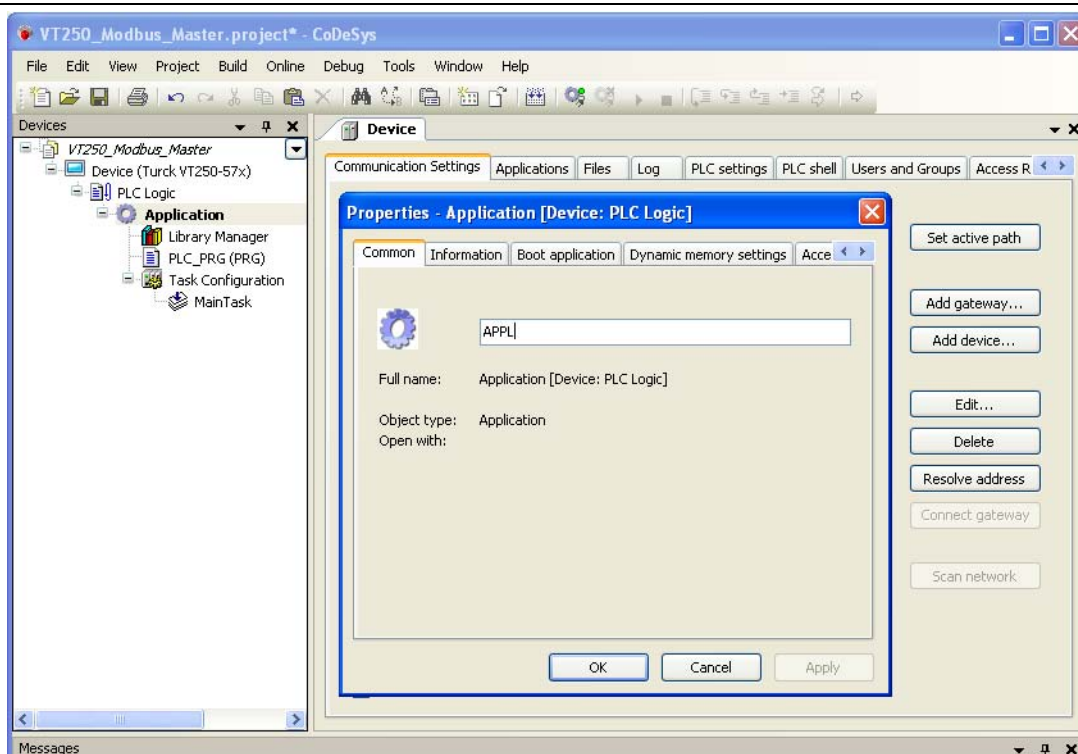 VT250_Modbus_Master.project* - CoDeSys
File Edit View Project Build Online Debug Tools Window Help
Devices
Device
VT250_Modbus_Master
Device (Turck VT250-57x)
PLC Logic
Application
Library Manager
PLC_PRG (PRG)
Task Configuration
MainTask
Communication Settings Applications Files Log PLC settings PLC shell Users and Groups Access R
Properties - Application [Device: PLC Logic]
Common Information Boot application Dynamic memory settings Acce
APPL
Full name: Application [Device: PLC Logic]
Object type: Application
Open with:
OK Cancel Apply
Set active path
Add gateway...
Add device...
Edit...
Delete
Resolve address
Connect gateway
Scan network
Messages